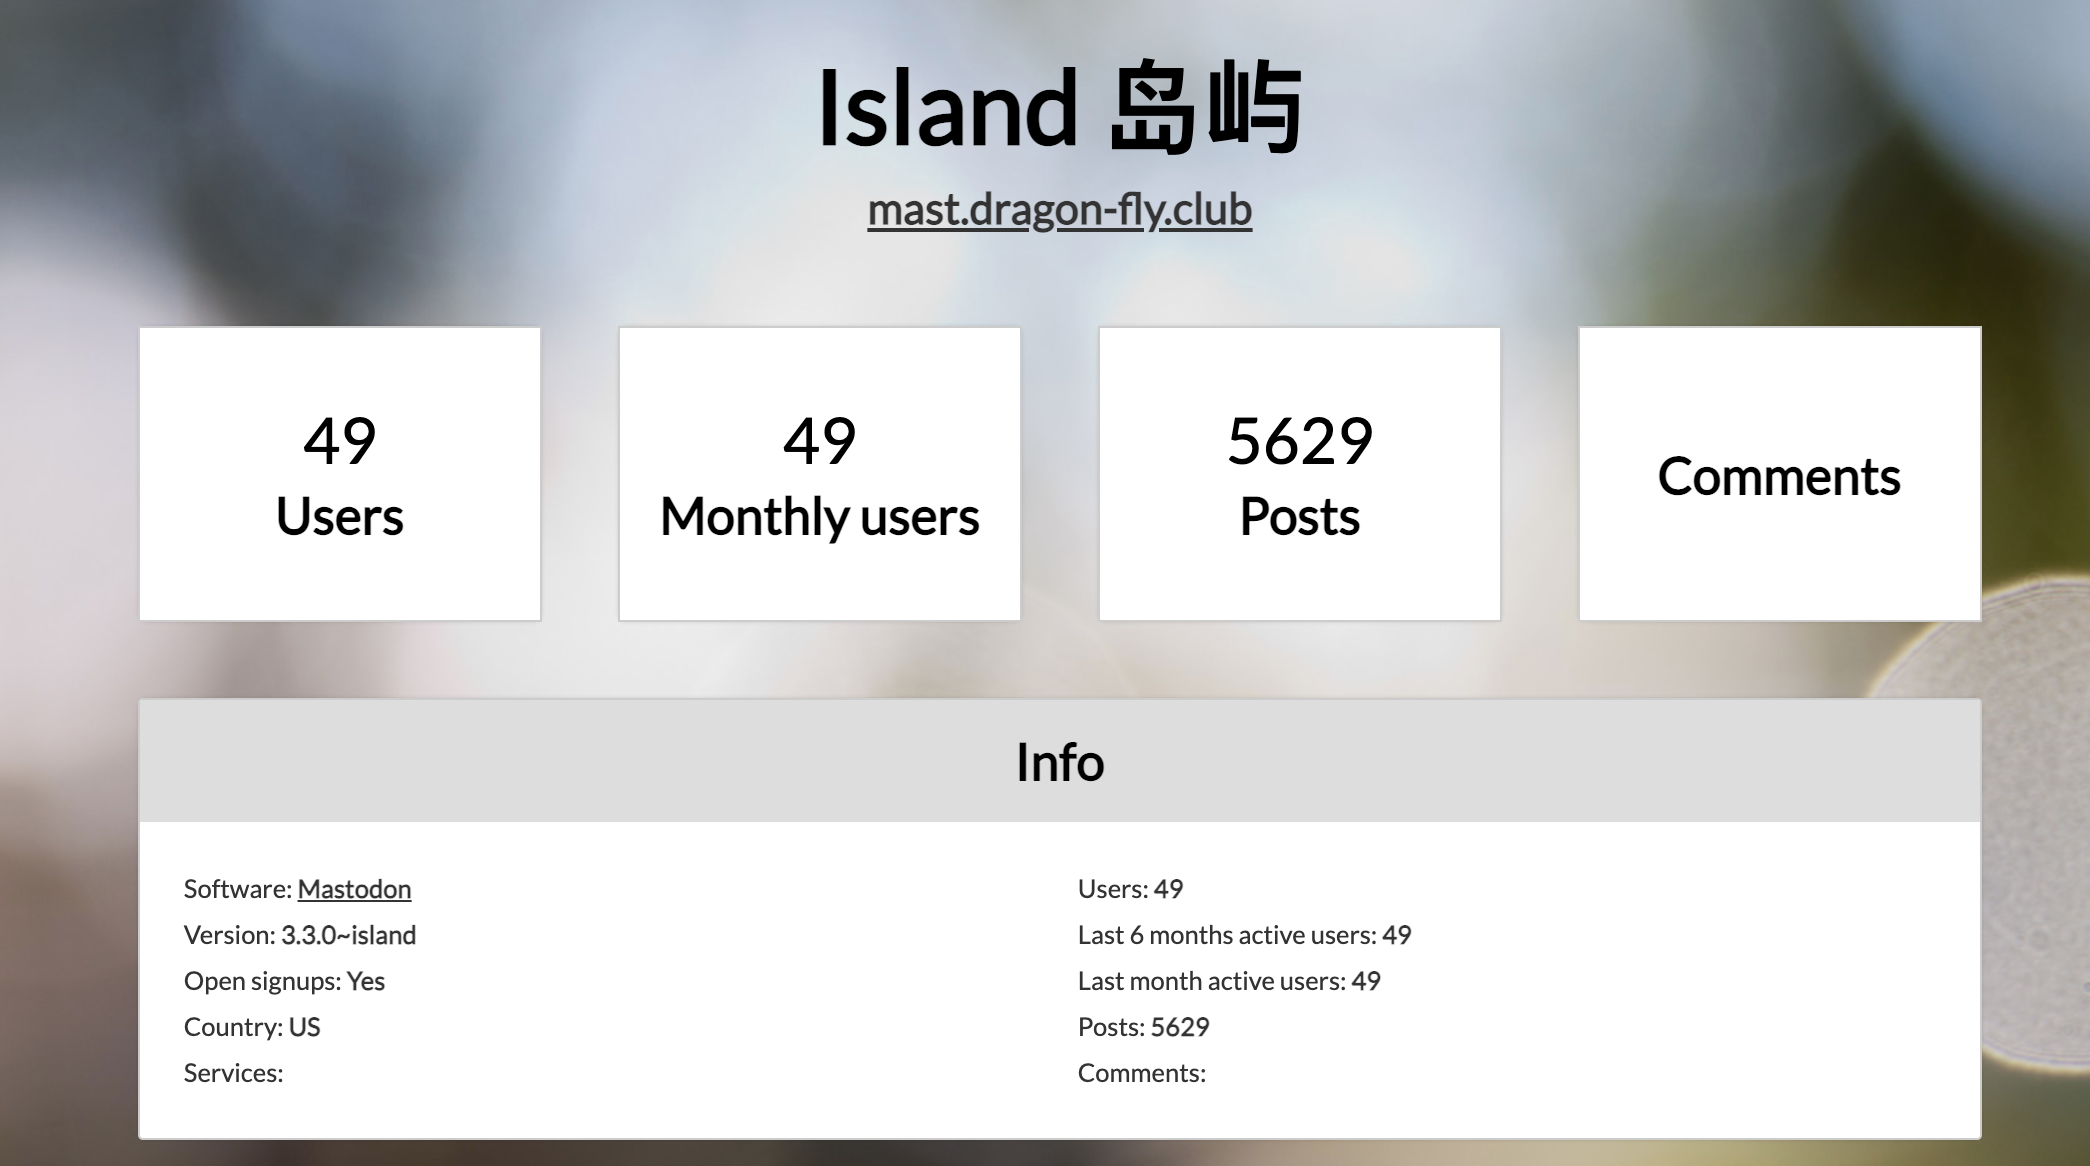 Island 岛屿
mast.dragon-fly.club
49
Users
49
Monthly users
5629
Posts
Comments
Info
Software: Mastodon
Version: 3.3.0~island
Open signups: Yes
Country: US
Services:
Users: 49
Last 6 months active users: 49
Last month active users: 49
Posts: 5629
Comments: